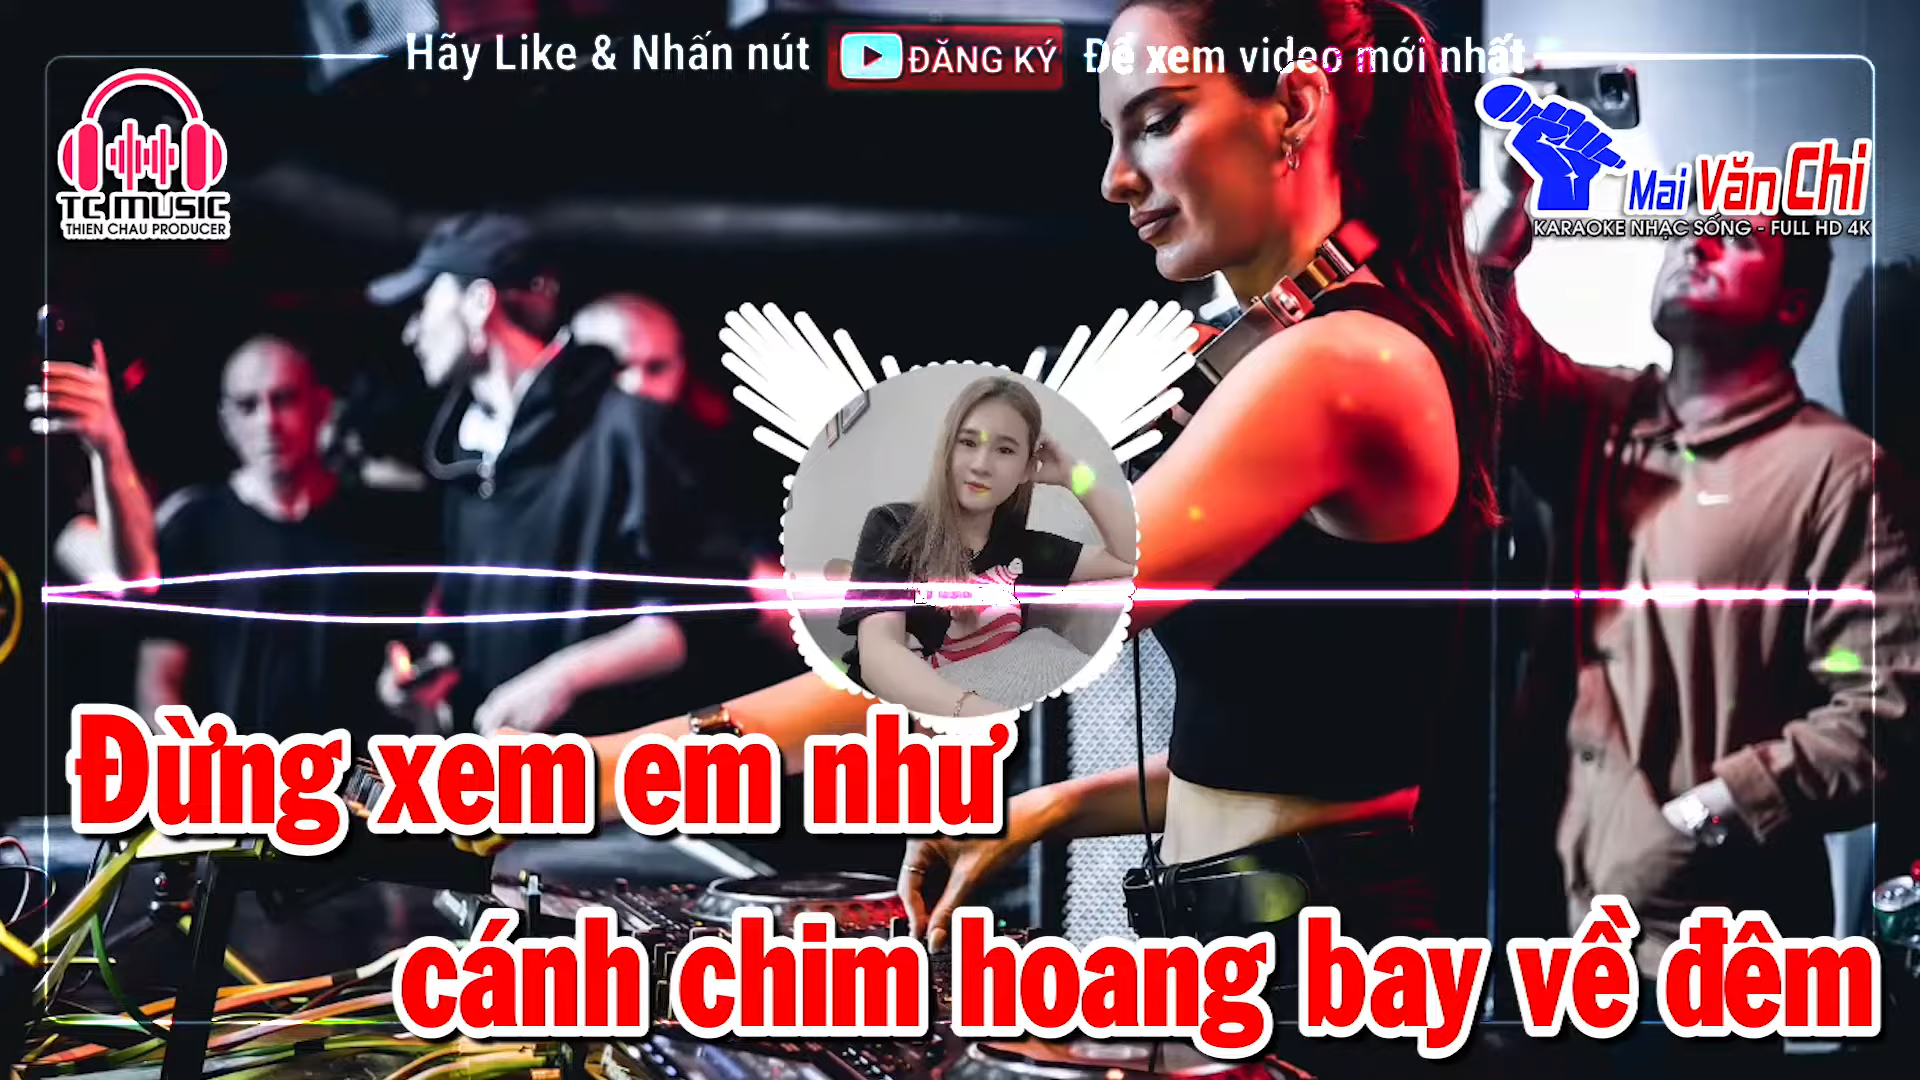 Hãy Like & Nhấn nút ĐĂNG KÝ Để xem video mới nhất
TC MUSIC
THIEN CHAU PRODUCER
Mai Văn Chi
KARAOKE NHẠC SỐNG - FULL HD 4K
Đừng xem em như
cánh chim hoang bay về đêm